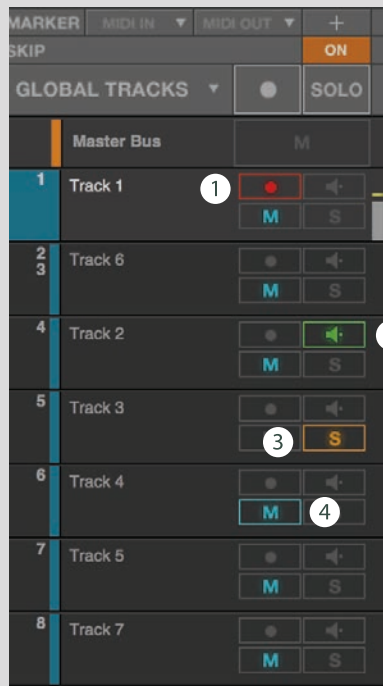 MARKER MIDI IN ▼ MIDI OUT ▼ +
SKIP ON
GLOBAL TRACKS ▼ SOLO
Master Bus M
1 Track 1 1
M S
2 Track 6
3
M S
4 Track 2
M S
5 Track 3
3 S
6 Track 4
M 4
7 Track 5
M S
8 Track 7
M S